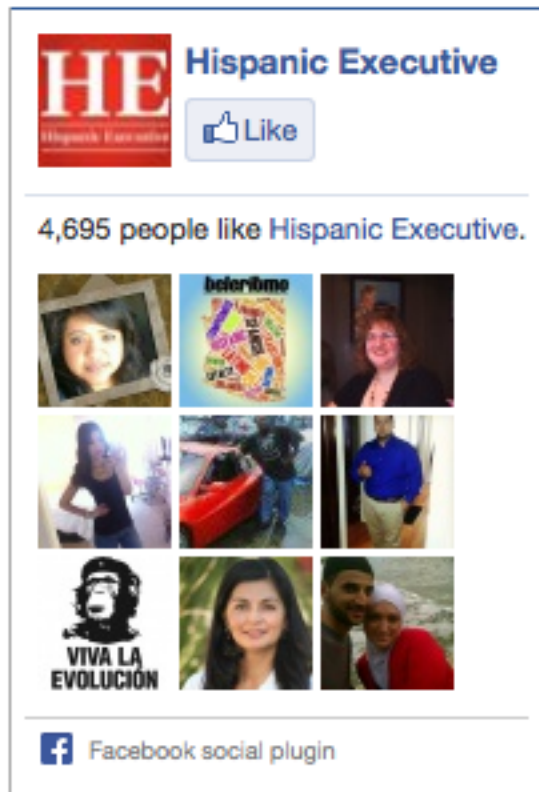 HE
Hispanic Executive
Hispanic Executive
Like
4,695 people like Hispanic Executive.
VIVA LA
EVOLUCIÓN
Facebook social plugin